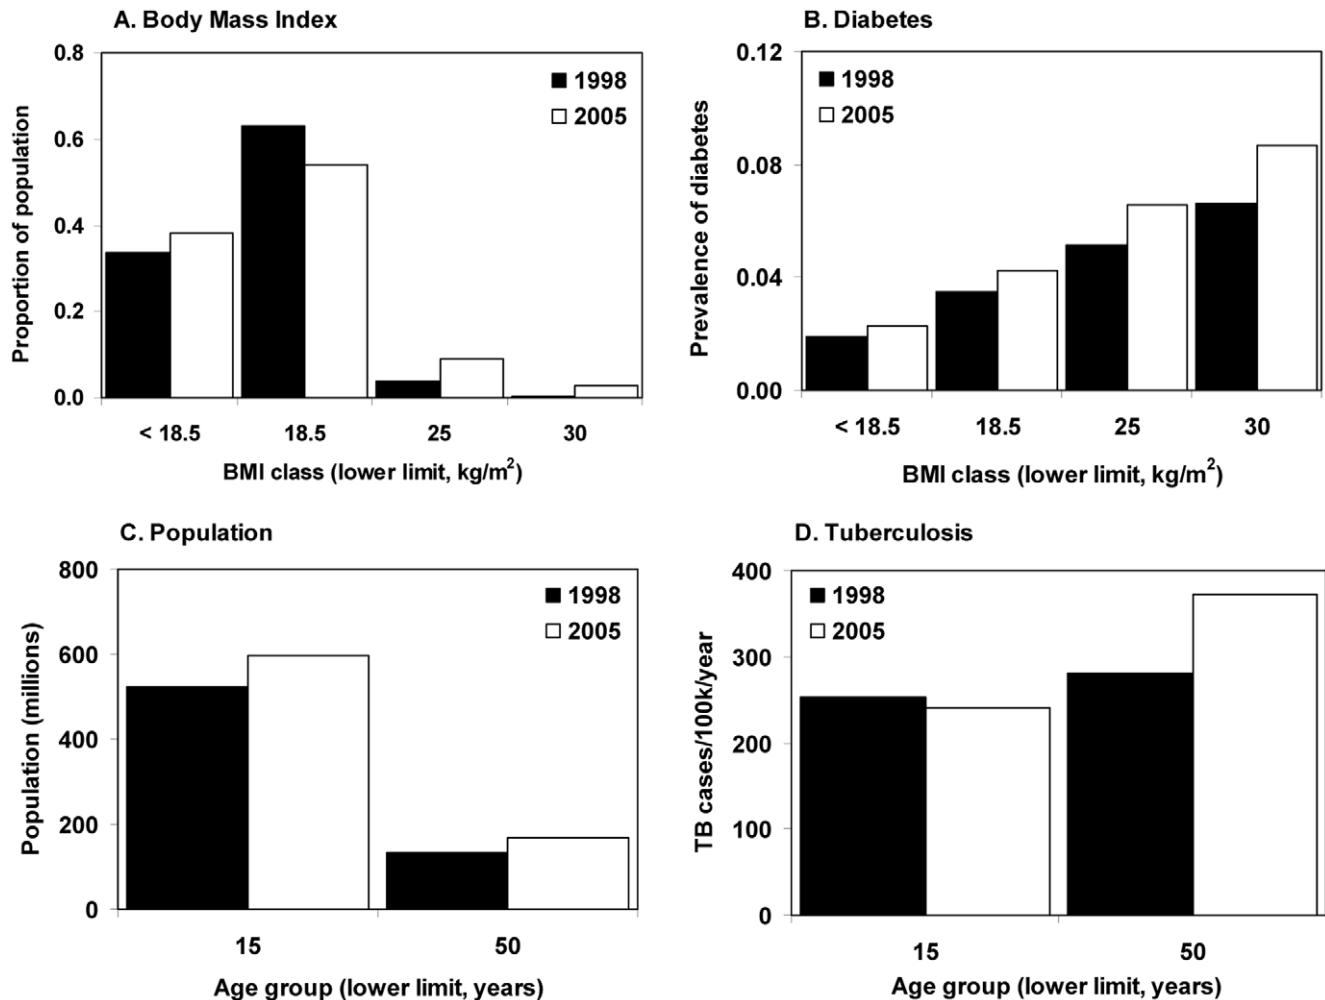 A. Body Mass Index
Proportion of population
0.8
0.6
0.4
0.2
0.0
1998
2005
< 18.5 18.5 25 30
BMI class (lower limit, kg/m²)
B. Diabetes
Prevalence of diabetes
0.12
0.08
0.04
0.00
1998
2005
< 18.5 18.5 25 30
BMI class (lower limit, kg/m²)
C. Population
Population (millions)
800
600
400
200
0
1998
2005
15 50
Age group (lower limit, years)
D. Tuberculosis
TB cases/100k/year
400
300
200
100
0
1998
2005
15 50
Age group (lower limit, years)